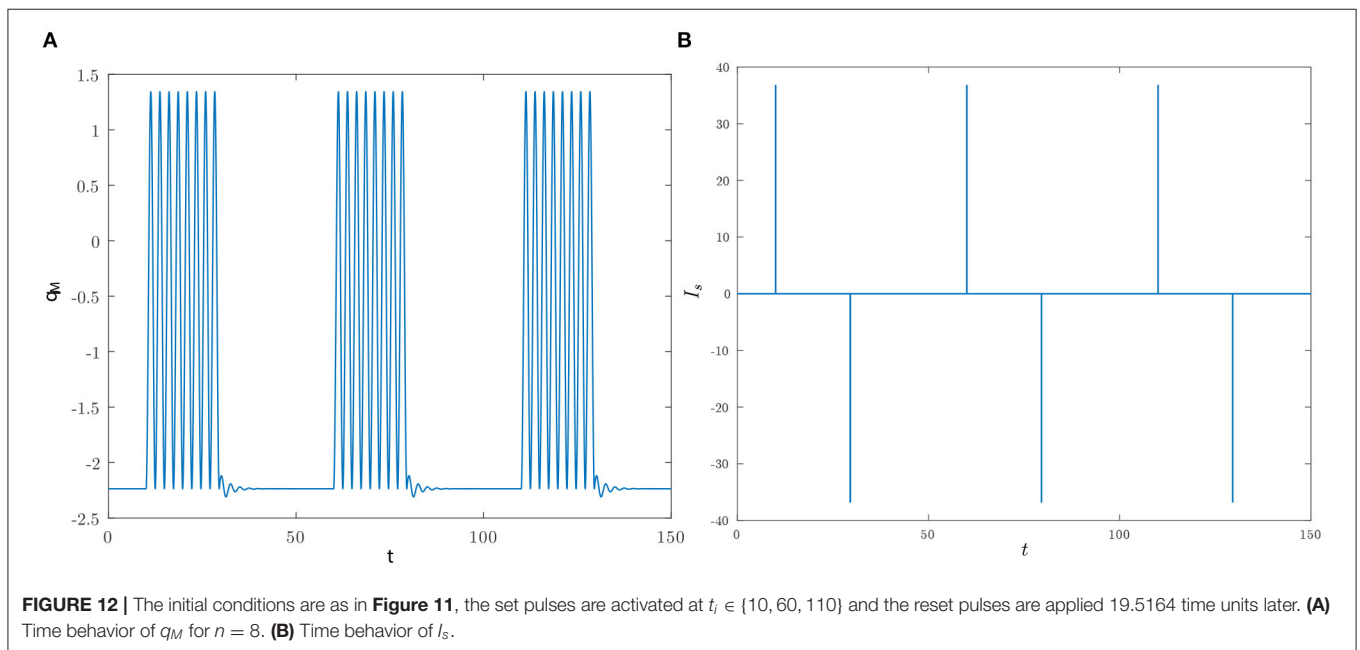 A
1.5
1
0.5
0
-0.5
-1
-1.5
-2
-2.5
q_M
0 50 100 150
t
B
40
30
20
10
0
-10
-20
-30
-40
I_s
0 50 100 150
t
FIGURE 12 | The initial conditions are as in Figure 11, the set pulses are activated at t_i ∈ {10, 60, 110} and the reset pulses are applied 19.5164 time units later. (A)
Time behavior of q_M for n = 8. (B) Time behavior of I_s.